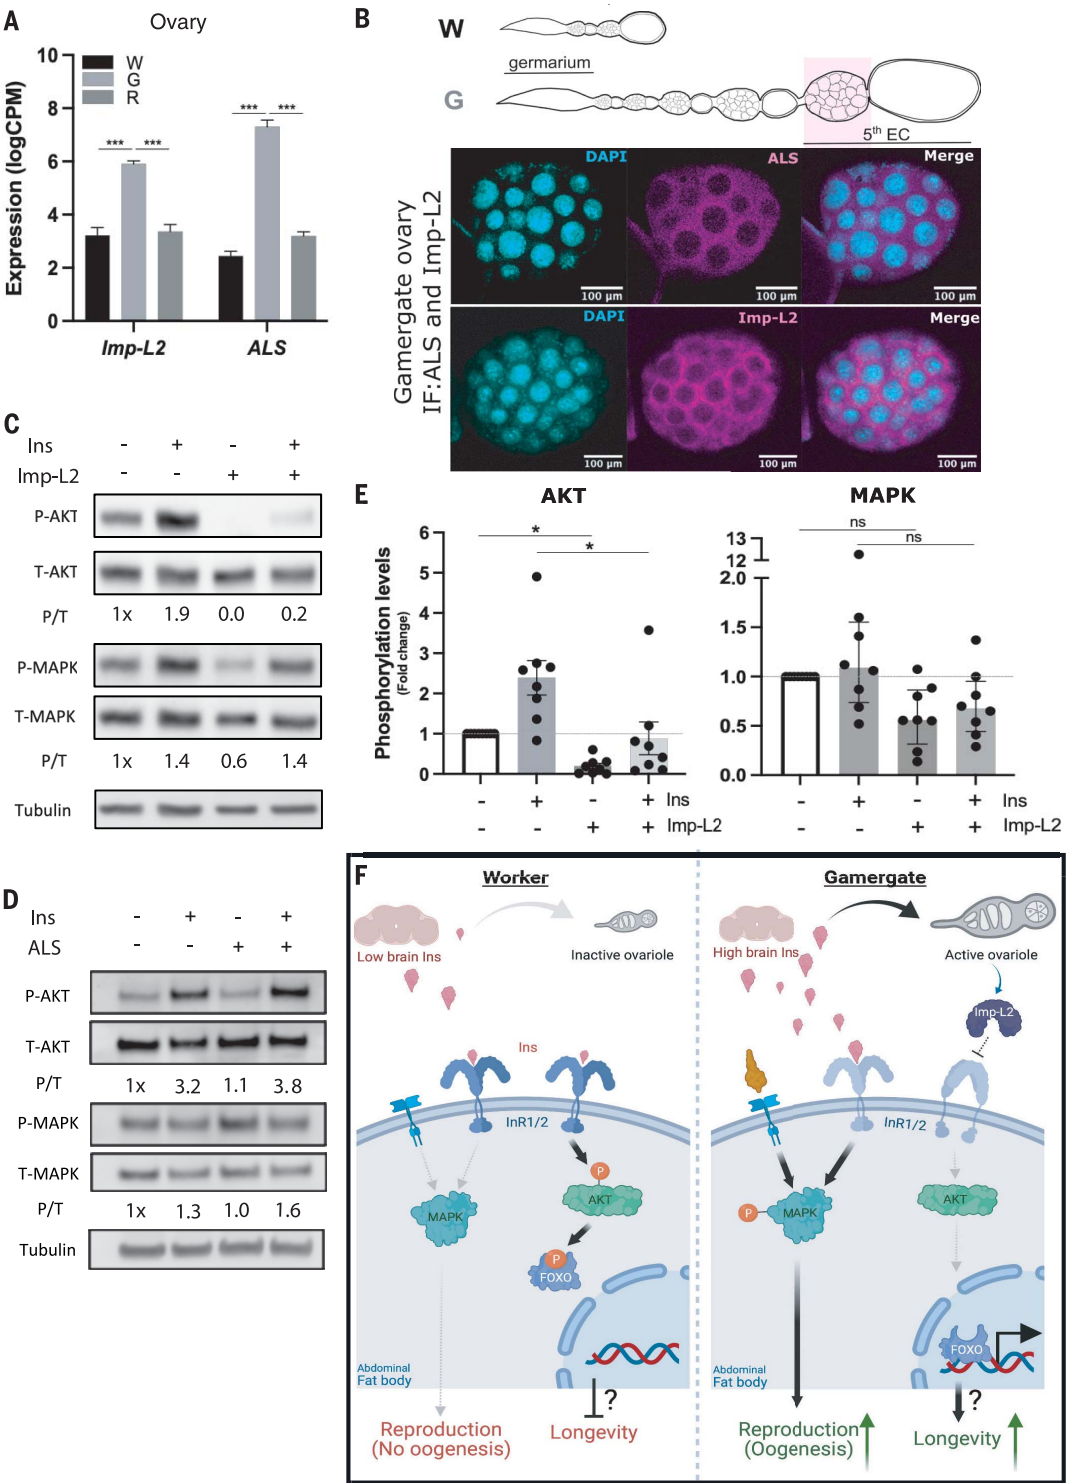 A
Ovary
Expression (logCPM)
10
8
6
4
2
0
W
G
R
*** ***
*** ***
Imp-L2
ALS
B
W
germarium
G
5th EC
Gamergate ovary
IF:ALS and Imp-L2
DAPI
ALS
Merge
100 µm
100 µm
100 µm
DAPI
Imp-L2
Merge
100 µm
100 µm
100 µm
C
Ins - + - +
Imp-L2 - - + +
P-AKT
T-AKT
P/T 1x 1.9 0.0 0.2
P-MAPK
T-MAPK
P/T 1x 1.4 0.6 1.4
Tubulin
D
Ins - + - +
ALS - - + +
P-AKT
T-AKT
P/T 1x 3.2 1.1 3.8
P-MAPK
T-MAPK
P/T 1x 1.3 1.0 1.6
Tubulin
E
AKT
Phosphorylation levels
(Fold change)
6
5
4
3
2
1
0
*
*
- + - + Ins
- - + + Imp-L2
MAPK
13
12
2.0
1.5
1.0
0.5
0.0
ns
ns
- + - + Ins
- - + + Imp-L2
F
Worker
Low brain Ins
Inactive ovariole
Ins
InR1/2
P
AKT
MAPK
P
FOXO
Abdominal
Fat body
?
Reproduction
(No oogenesis)
Longevity
Gamergate
High brain Ins
Active ovariole
Imp-L2
InR1/2
P
MAPK
AKT
FOXO
Abdominal
Fat body
?
Reproduction
(Oogenesis)
Longevity